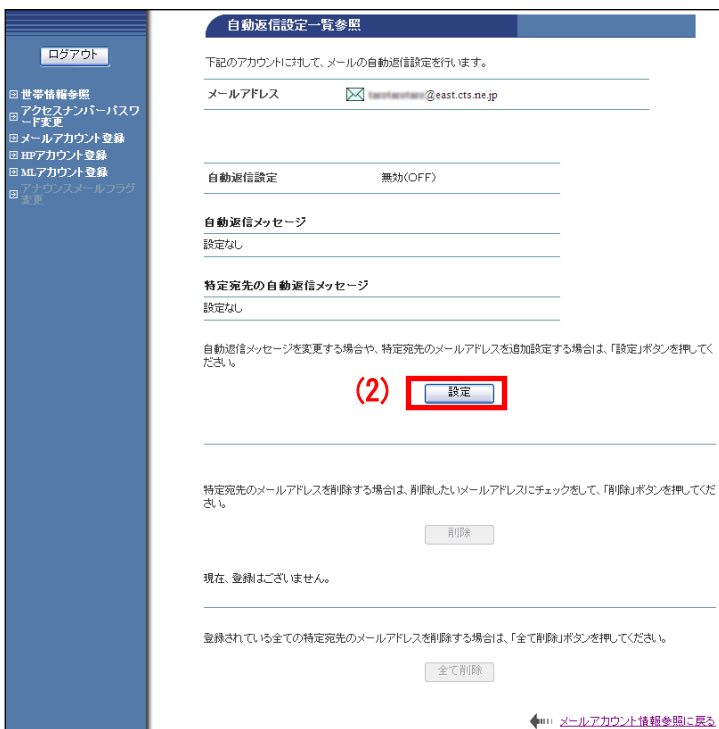 自動返信設定一覧参照
ログアウト
世帯情報参照
アクセスナンバーパスワ
ード変更
メールアカウント登録
HPアカウント登録
MLアカウント登録
アナウンスメールフラグ
変更
下記のアカウントに対して、メールの自動返信設定を行います。
メールアドレス @east.cts.ne.jp
自動返信設定 無効(OFF)
自動返信メッセージ
設定なし
特定宛先の自動返信メッセージ
設定なし
自動返信メッセージを変更する場合や、特定宛先のメールアドレスを追加設定する場合は、「設定」ボタンを押してく
ださい。
(2) 設定
特定宛先のメールアドレスを削除する場合は、削除したいメールアドレスにチェックをして、「削除」ボタンを押してくだ
さい。
削除
現在、登録はございません。
登録されている全ての特定宛先のメールアドレスを削除する場合は、「全て削除」ボタンを押してください。
全て削除
メールアカウント情報参照に戻る